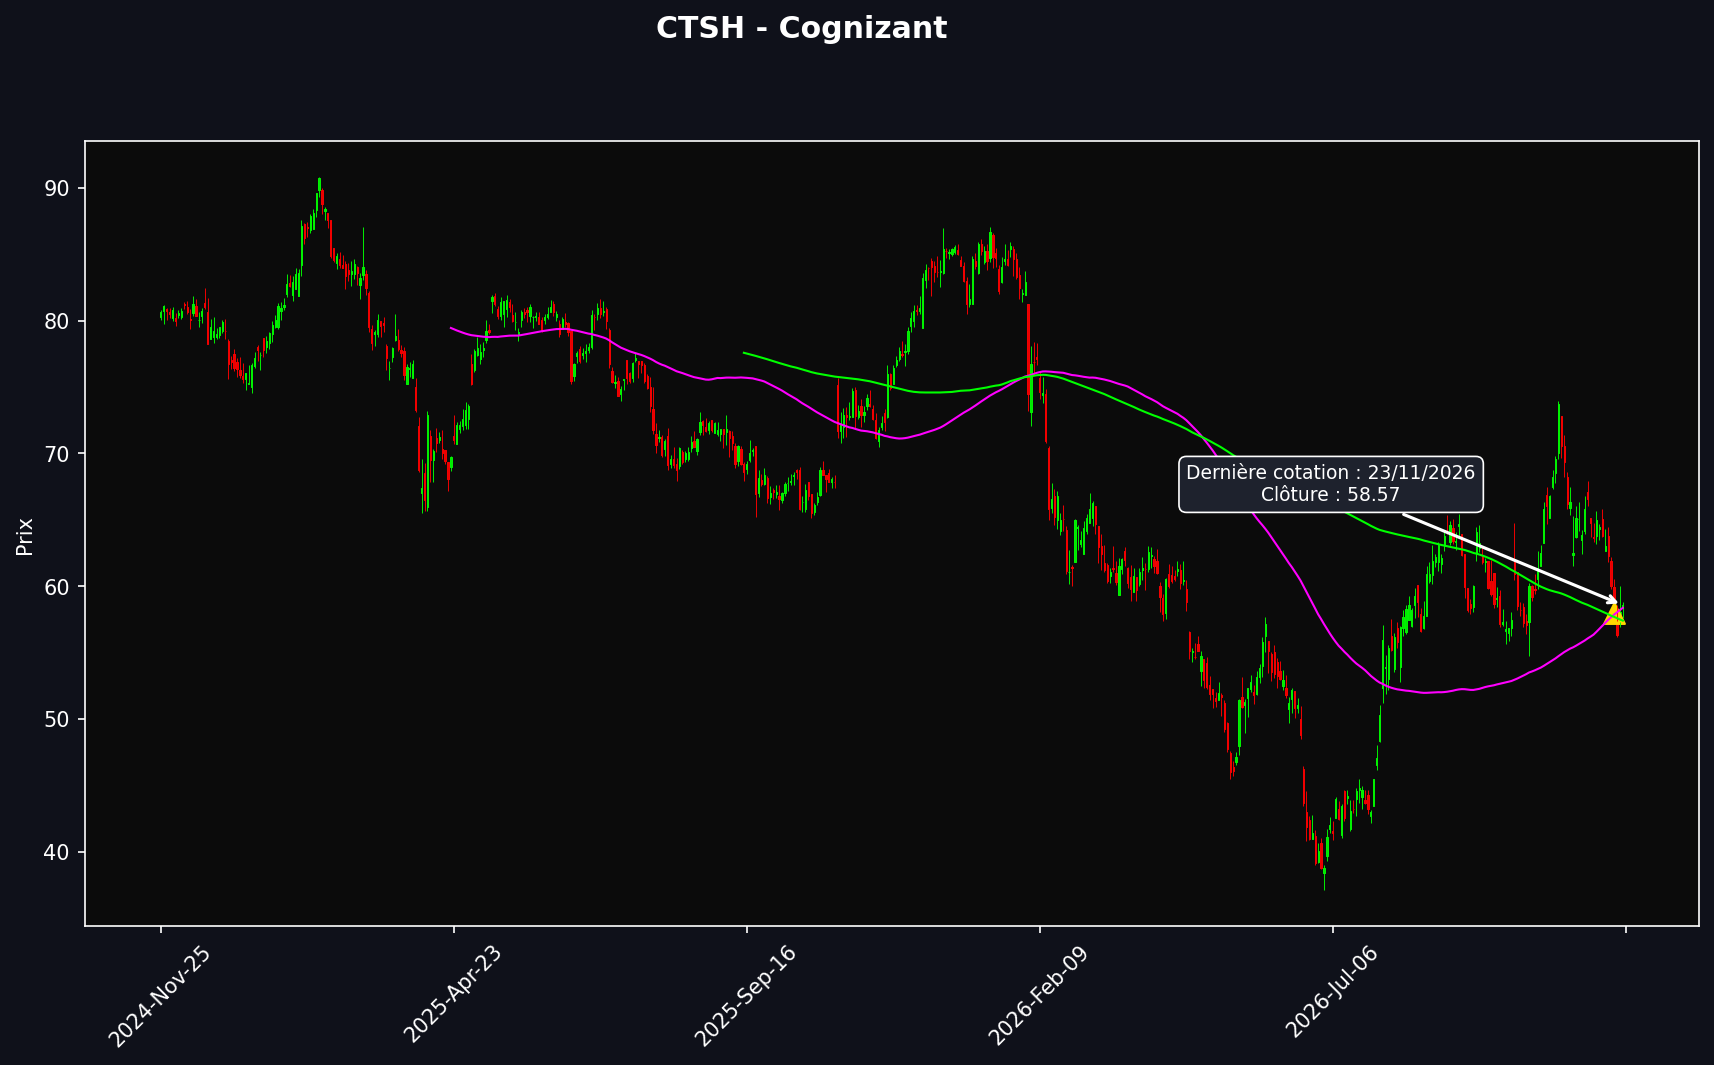 CTSH - Cognizant
90
80
70
60
50
40
Prix
Dernière cotation : 23/11/2026
Clôture : 58.57
2024-Nov-25
2025-Apr-23
2025-Sep-16
2026-Feb-09
2026-Jul-06